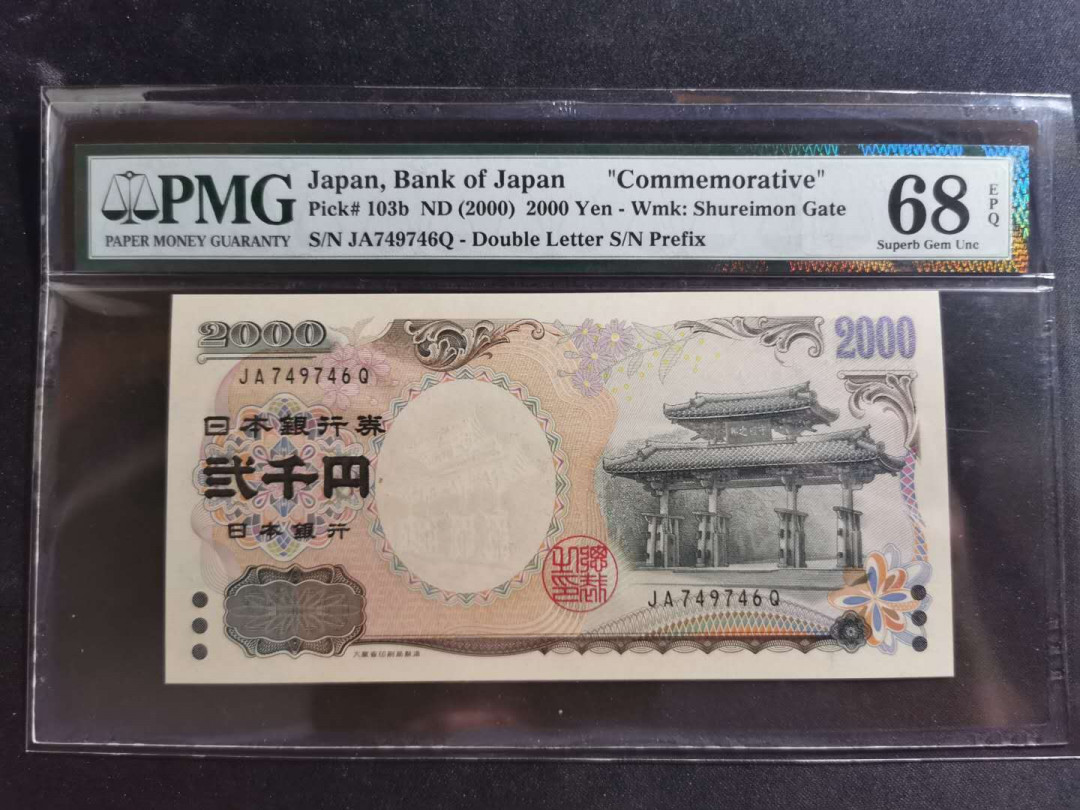 PMG
PAPER MONEY GUARANTY
Japan, Bank of Japan "Commemorative"
Pick# 103b ND (2000) 2000 Yen - Wmk: Shureimon Gate
S/N JA749746Q - Double Letter S/N Prefix
68
EPQ
Superb Gem Unc
2000
2000
JA749746Q
日本銀行券
弐千円
日本銀行
JA749746Q